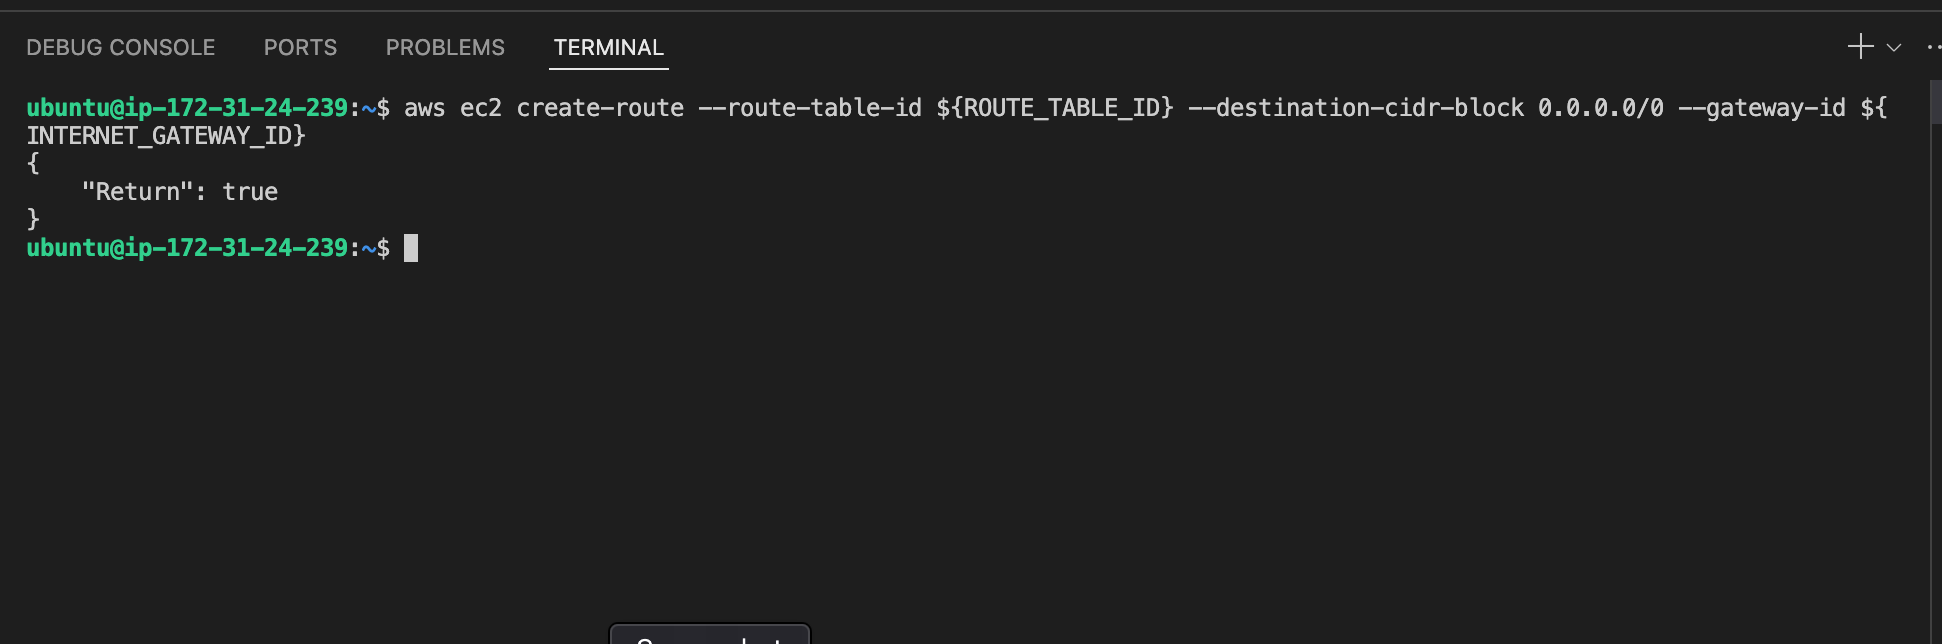 DEBUG CONSOLE PORTS PROBLEMS TERMINAL
ubuntu@ip-172-31-24-239:~$ aws ec2 create-route --route-table-id ${ROUTE_TABLE_ID} --destination-cidr-block 0.0.0.0/0 --gateway-id ${
INTERNET_GATEWAY_ID}
{
    "Return": true
}
ubuntu@ip-172-31-24-239:~$